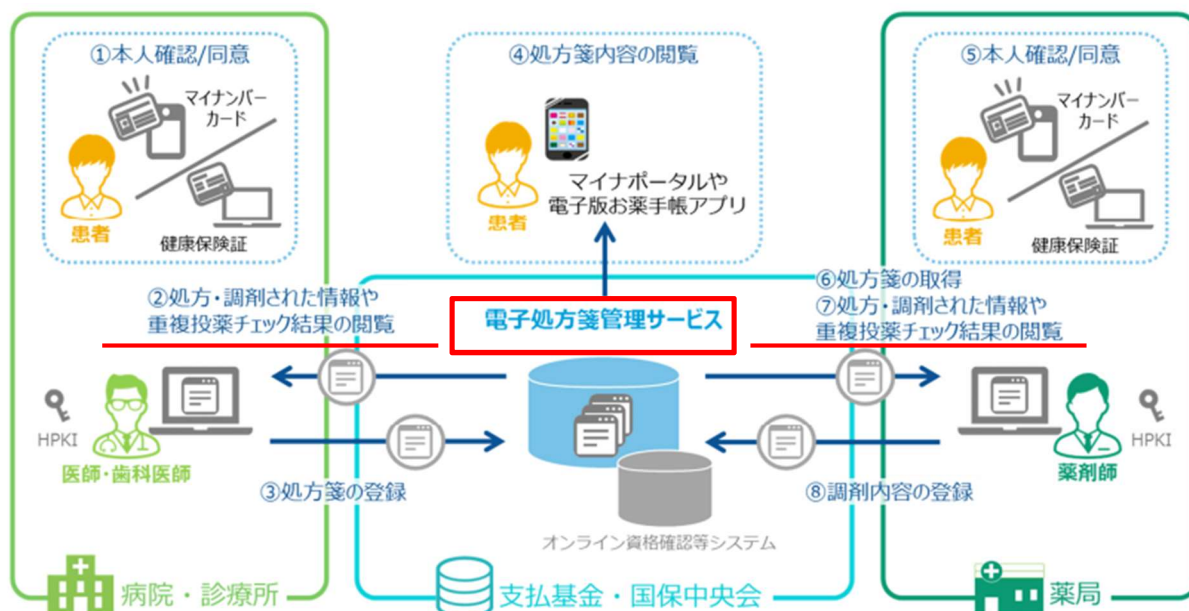 ①本人確認/同意
マイナンバー
カード
患者
健康保険証
④処方箋内容の閲覧
患者
マイナポータルや
電子版お薬手帳アプリ
⑤本人確認/同意
マイナンバー
カード
患者
健康保険証
②処方・調剤された情報や
重複投薬チェック結果の閲覧
電子処方箋管理サービス
⑥処方箋の取得
⑦処方・調剤された情報や
重複投薬チェック結果の閲覧
HPKI
医師・歯科医師
③処方箋の登録
オンライン資格確認等システム
HPKI
薬剤師
⑧調剤内容の登録
病院・診療所
支払基金・国保中央会
薬局